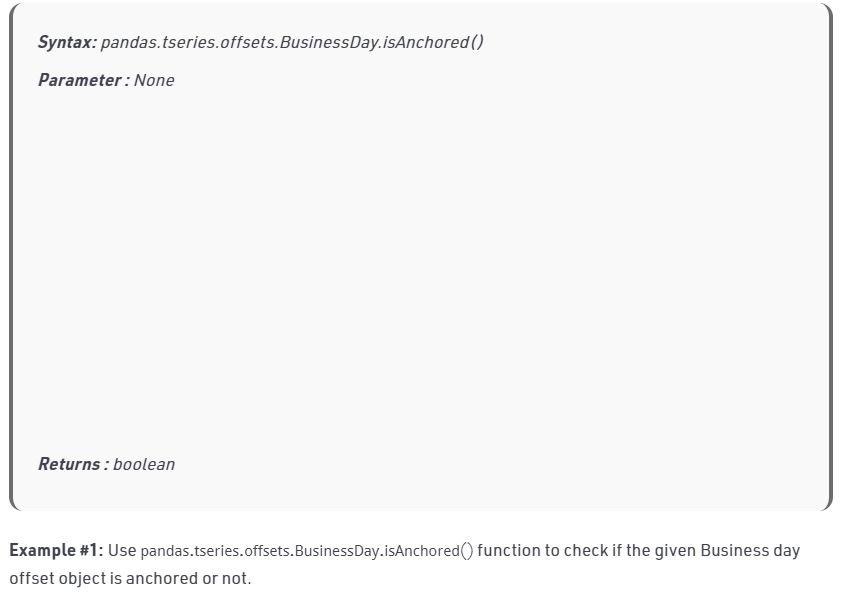 Syntax: pandas.tseries.offsets.BusinessDay.isAnchored()
Parameter : None
Returns : boolean
Example #1: Use pandas.tseries.offsets.BusinessDay.isAnchored() function to check if the given Business day
offset object is anchored or not.